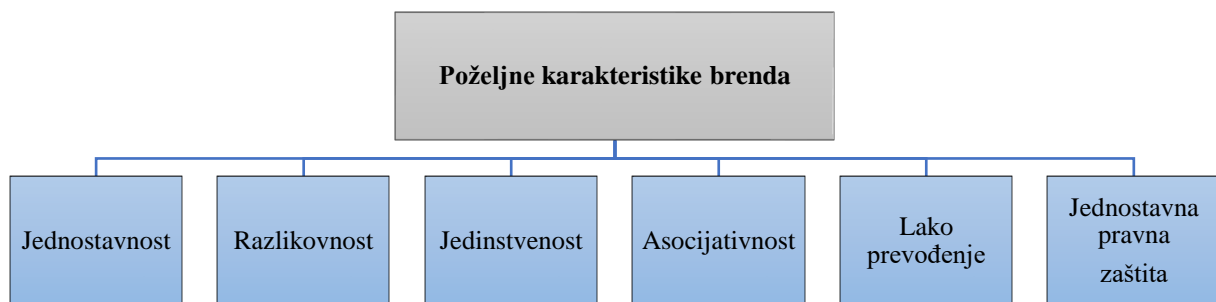 Poželjne karakteristike brenda
Jednostavnost
Razlikovnost
Jedinstvenost
Asocijativnost
Lako
prevođenje
Jednostavna
pravna
zaštita